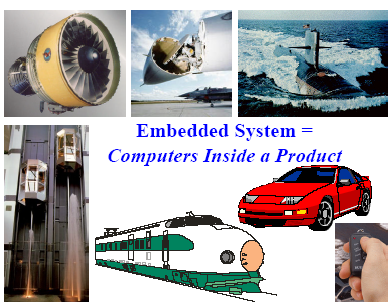 Embedded System =
Computers Inside a Product